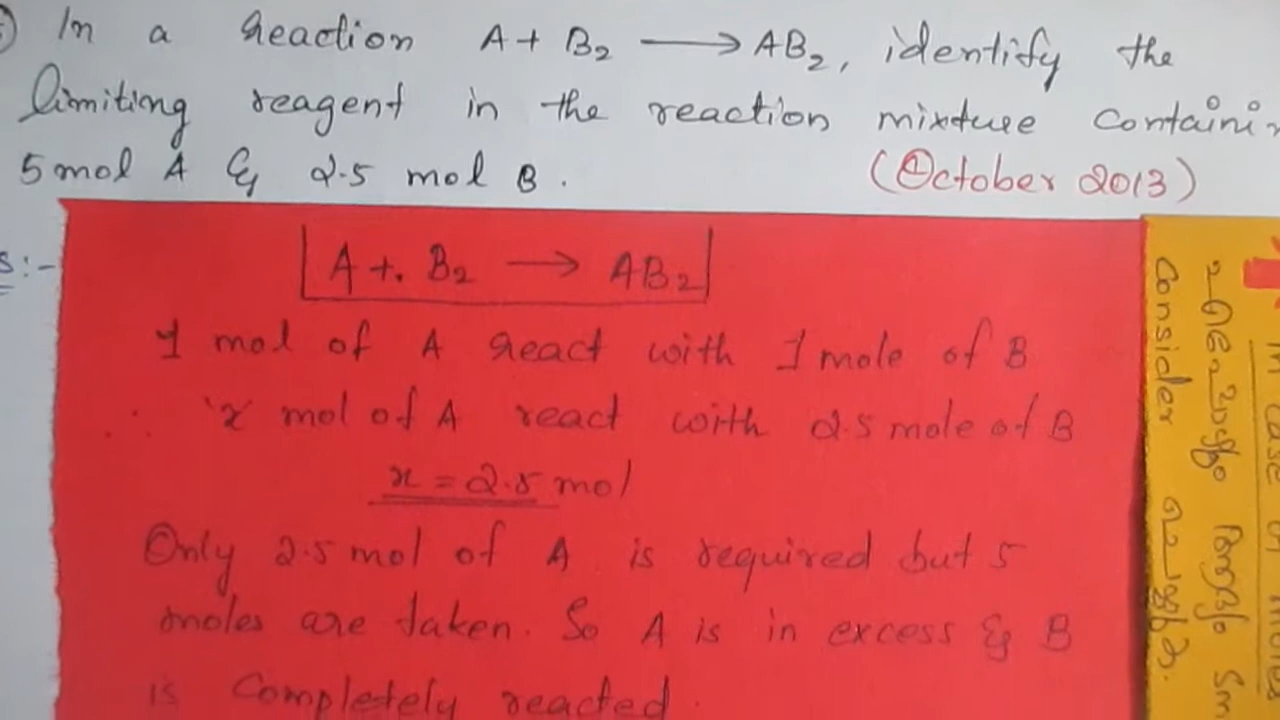 In a reaction A + B₂ ⟶ AB₂, identify the
limiting reagent in the reaction mixture containi
5 mol A & 2.5 mol B.
(October 2013)
s:-
A + B₂ ⟶ AB₂
1 mol of A react with 1 mole of B
∴ 'x' mol of A react with 2.5 mole of B
x = 2.5 mol
Only 2.5 mol of A is required but 5
moles are taken. So A is in excess & B
is completely reacted.
Consider